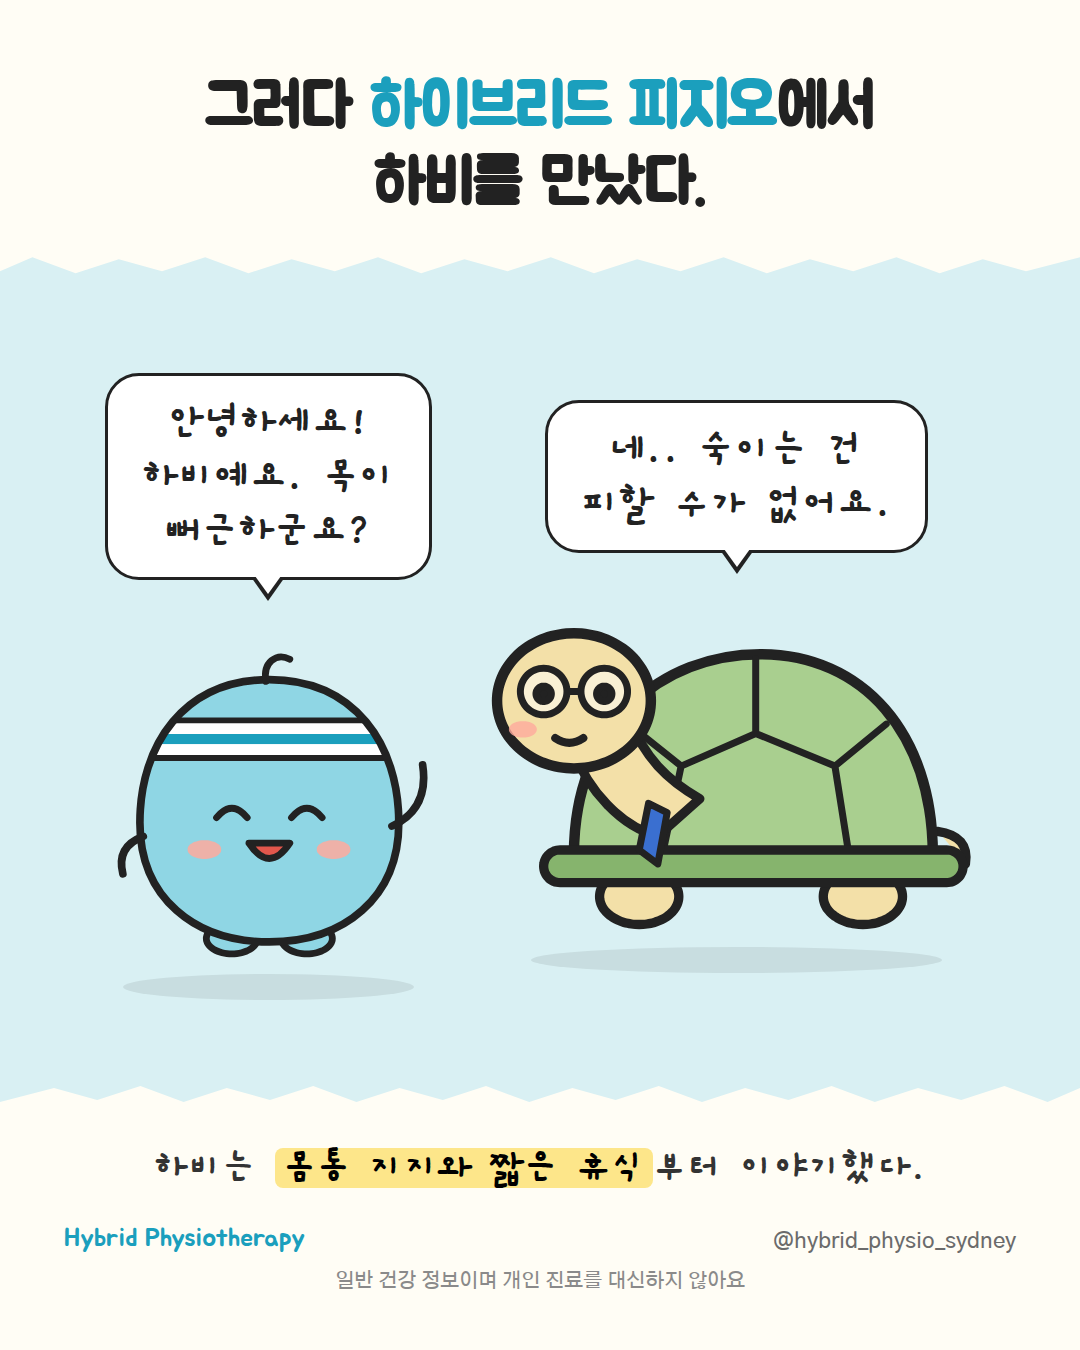 그러다 하이브리드 피지오에서
하비를 만났다.
안녕하세요!
하비예요. 목이
뻐근하군요?
네.. 숙이는 건
피할 수가 없어요.
하비는 몸통 지지와 짧은 휴식부터 이야기했다.
Hybrid Physiotherapy
@hybrid_physio_sydney
일반 건강 정보이며 개인 진료를 대신하지 않아요